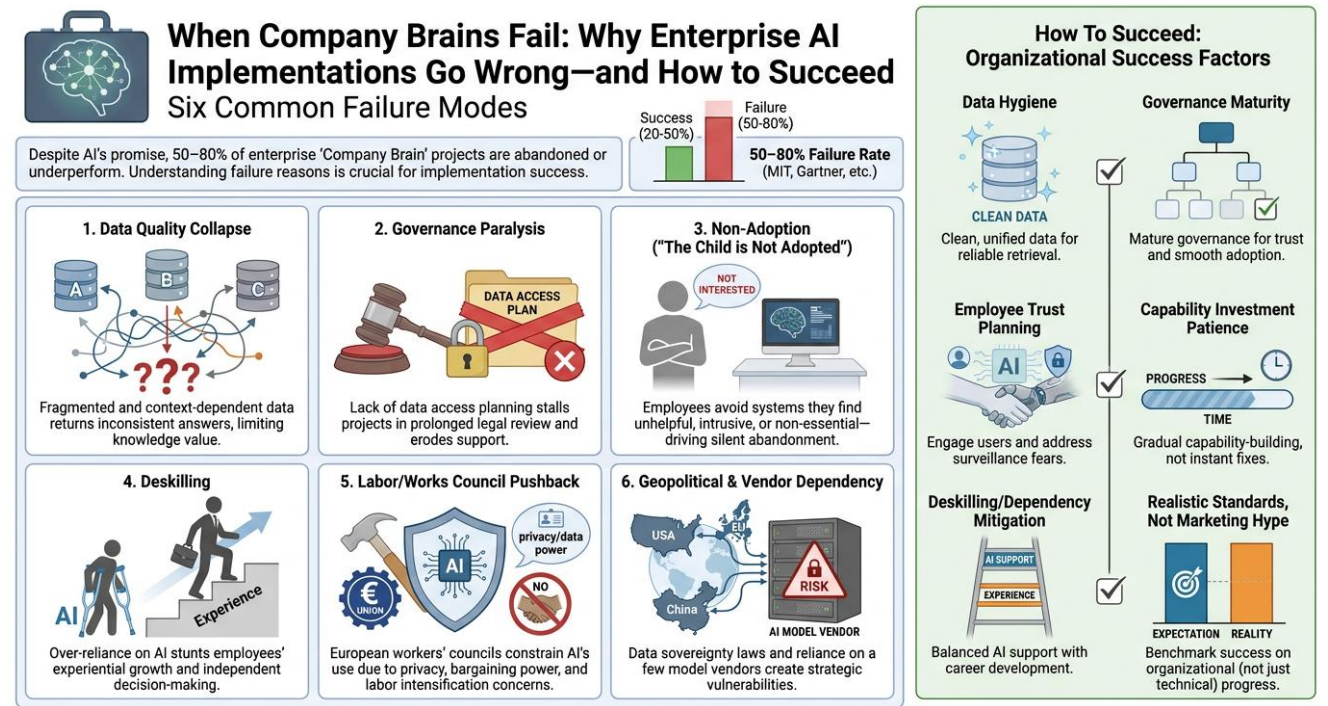 When Company Brains Fail: Why Enterprise AI
Implementations Go Wrong—and How to Succeed
Six Common Failure Modes
Despite AI's promise, 50–80% of enterprise 'Company Brain' projects are abandoned or
underperform. Understanding failure reasons is crucial for implementation success.
Success
(20-50%)
Failure
(50-80%)
50–80% Failure Rate
(MIT, Gartner, etc.)
1. Data Quality Collapse
A
B
C
???
Fragmented and context-dependent data
returns inconsistent answers, limiting
knowledge value.
2. Governance Paralysis
DATA ACCESS
PLAN
Lack of data access planning stalls
projects in prolonged legal review and
erodes support.
3. Non-Adoption
("The Child is Not Adopted")
NOT
INTERESTED
Employees avoid systems they find
unhelpful, intrusive, or non-essential—
driving silent abandonment.
4. Deskilling
AI
Experience
Over-reliance on AI stunts employees'
experiential growth and independent
decision-making.
5. Labor/Works Council Pushback
€
UNION
AI
privacy/data
power
NO
European workers' councils constrain AI's
use due to privacy, bargaining power, and
labor intensification concerns.
6. Geopolitical & Vendor Dependency
USA
EU
China
RISK
AI MODEL VENDOR
Data sovereignty laws and reliance on a
few model vendors create strategic
vulnerabilities.
How To Succeed:
Organizational Success Factors
Data Hygiene
CLEAN DATA
Clean, unified data for
reliable retrieval.
Governance Maturity
Mature governance for trust
and smooth adoption.
Employee Trust
Planning
AI
Engage users and address
surveillance fears.
Capability Investment
Patience
PROGRESS
TIME
Gradual capability-building,
not instant fixes.
Deskilling/Dependency
Mitigation
AI SUPPORT
EXPERIENCE
Balanced AI support with
career development.
Realistic Standards,
Not Marketing Hype
EXPECTATION
REALITY
Benchmark success on
organizational (not just
technical) progress.